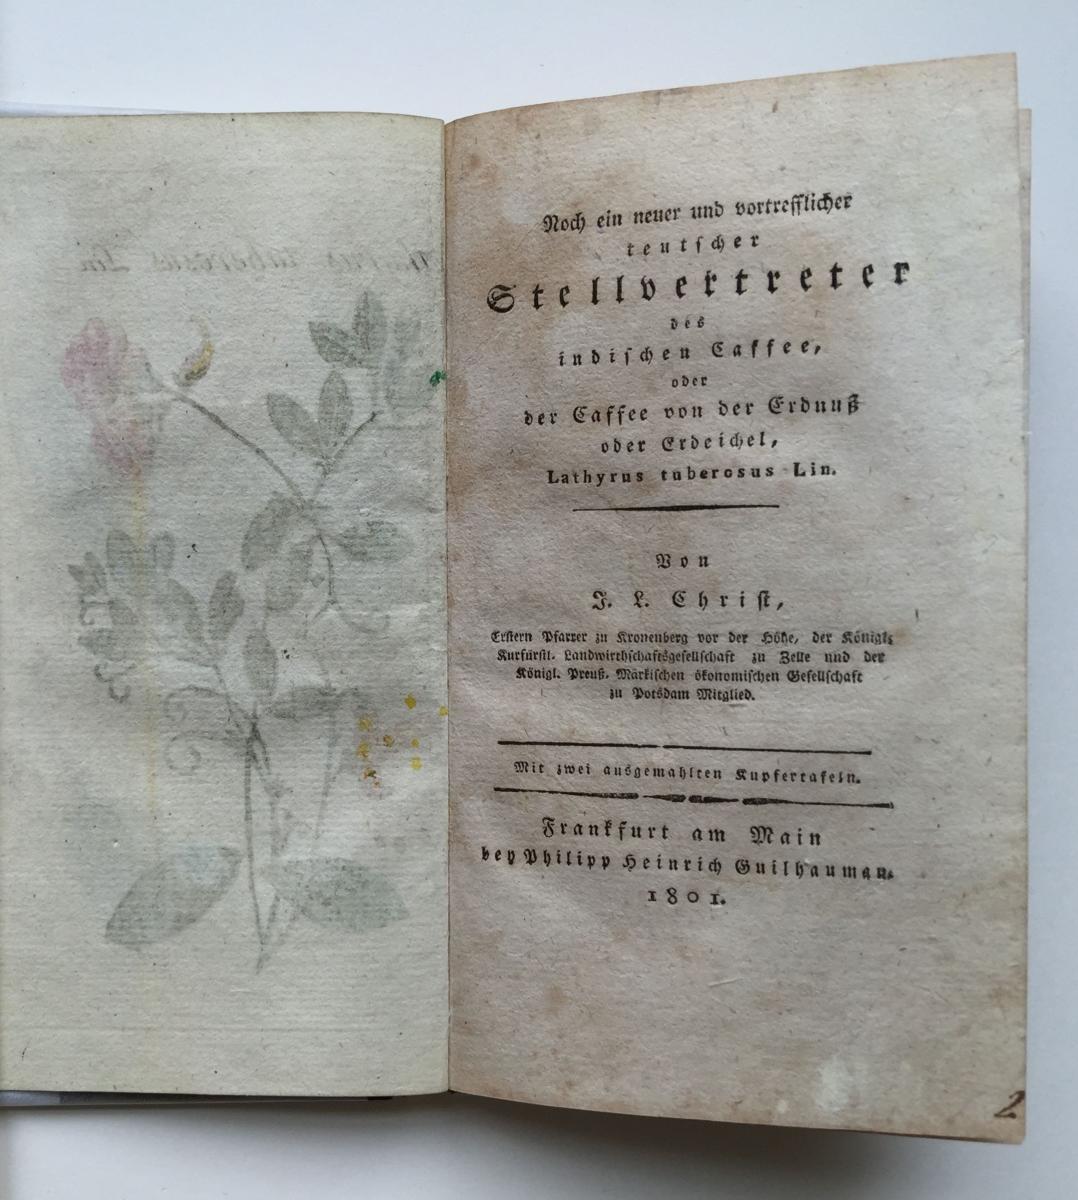 Noch ein neuer und vortrefflicher
teutscher
Stellvertreter
des
indischen Caffee,
oder
der Caffee von der Erdnuß
oder Erdeichel,
Lathyrus tuberosus Lin.
Von
J. L. Christ,
Erstern Pfarrer zu Kronenberg vor der Höhe, der Königl.
Kurfürstl. Landwirthschaftsgesellschaft zu Zelle und der
Königl. Preuß. Märkischen ökonomischen Gesellschaft
zu Potsdam Mitglied.
Mit zwei ausgemahlten Kupfertafeln.
Frankfurt am Main
bey Philipp Heinrich Guilhauman.
1801.
2